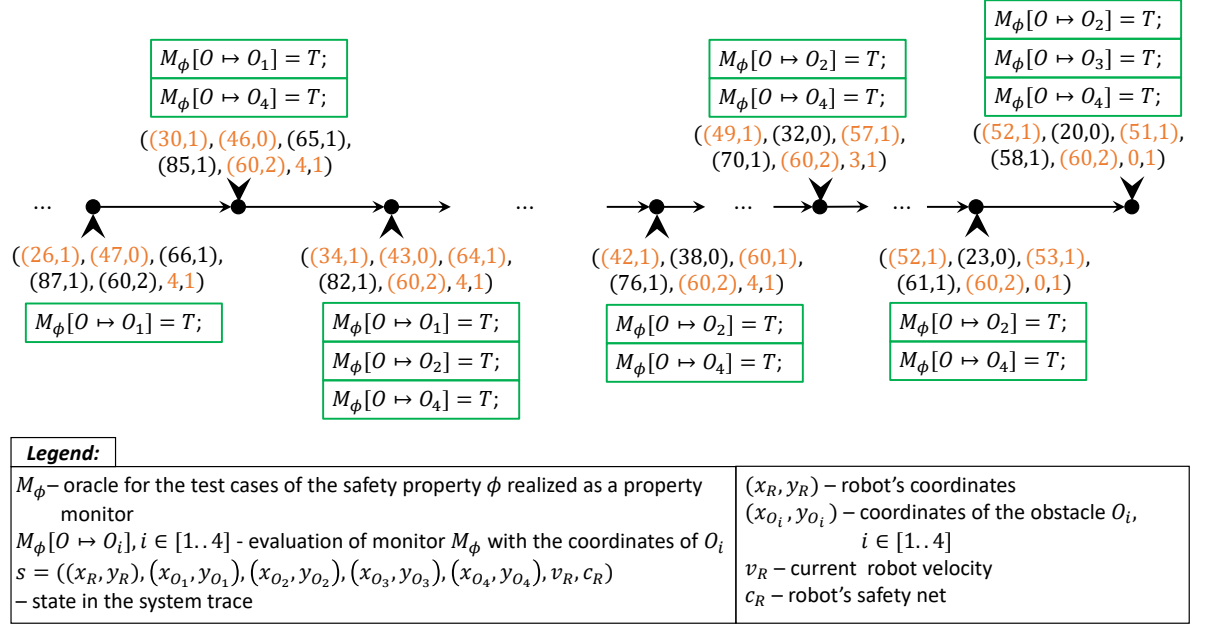 M_ϕ[O ↦ O_1] = T;
M_ϕ[O ↦ O_4] = T;
((30,1), (46,0), (65,1),
(85,1), (60,2), 4,1)
M_ϕ[O ↦ O_2] = T;
M_ϕ[O ↦ O_4] = T;
((49,1), (32,0), (57,1),
(70,1), (60,2), 3,1)
M_ϕ[O ↦ O_2] = T;
M_ϕ[O ↦ O_3] = T;
M_ϕ[O ↦ O_4] = T;
((52,1), (20,0), (51,1),
(58,1), (60,2), 0,1)
... ... ... ...
((26,1), (47,0), (66,1),
(87,1), (60,2), 4,1)
M_ϕ[O ↦ O_1] = T;
((34,1), (43,0), (64,1),
(82,1), (60,2), 4,1)
M_ϕ[O ↦ O_1] = T;
M_ϕ[O ↦ O_2] = T;
M_ϕ[O ↦ O_4] = T;
((42,1), (38,0), (60,1),
(76,1), (60,2), 4,1)
M_ϕ[O ↦ O_2] = T;
M_ϕ[O ↦ O_4] = T;
((52,1), (23,0), (53,1),
(61,1), (60,2), 0,1)
M_ϕ[O ↦ O_2] = T;
M_ϕ[O ↦ O_4] = T;
Legend:
M_ϕ – oracle for the test cases of the safety property ϕ realized as a property
monitor
M_ϕ[O ↦ O_i], i ∈ [1..4] - evaluation of monitor M_ϕ with the coordinates of O_i
s = ((x_R, y_R), (x_{O_1}, y_{O_1}), (x_{O_2}, y_{O_2}), (x_{O_3}, y_{O_3}), (x_{O_4}, y_{O_4}), v_R, c_R)
– state in the system trace
(x_R, y_R) – robot's coordinates
(x_{O_i}, y_{O_i}) – coordinates of the obstacle O_i,
i ∈ [1..4]
v_R – current robot velocity
c_R – robot's safety net